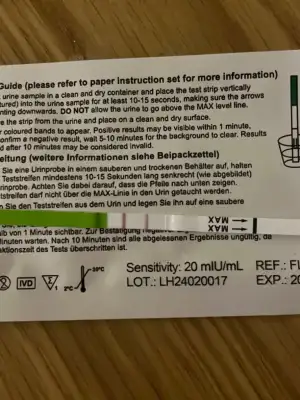 Guide (please refer to paper instruction set for more information)
urine sample in a clean and dry container and place the test strip vertically
tured) into the urine sample for at least 10-15 seconds, making sure the arrows
nting downwards. DO NOT allow the urine to go above the MAX level line.
e the strip from the urine and place on a clean and dry surface.
r coloured bands to appear. Positive results may be visible within 1 minute,
onfirm a negative result, wait 5-10 minutes for the background to clear. Results
d after 10 minutes may be considered invalid.
eitung (weitere Informationen siehe Beipackzettel)
Sie eine Urinprobe in einem sauberen und trockenen Behälter auf, halten
Teststreifen mindestens 10-15 Sekunden lang senkrecht (wie abgebildet)
rinprobe. Achten Sie dabei darauf, dass die Pfeile nach unten zeigen.
tstreifen darf nicht über die MAX-Linie in den Urin getaucht werden.
n Sie den Teststreifen aus dem Urin und legen Sie ihn auf eine saubere
MAX
MAX
lb von 1 Minute sichtbar. Zur Bestätigung
inuten warten. Nach 10 Minuten sind alle abgelesenen Ergebnisse ungültig, da
aktionszeit des Tests überschritten ist.
IVD
2°C
30°C
Sensitivity: 20 mIU/mL
REF.: FI
LOT.: LH24020017
EXP.: 20